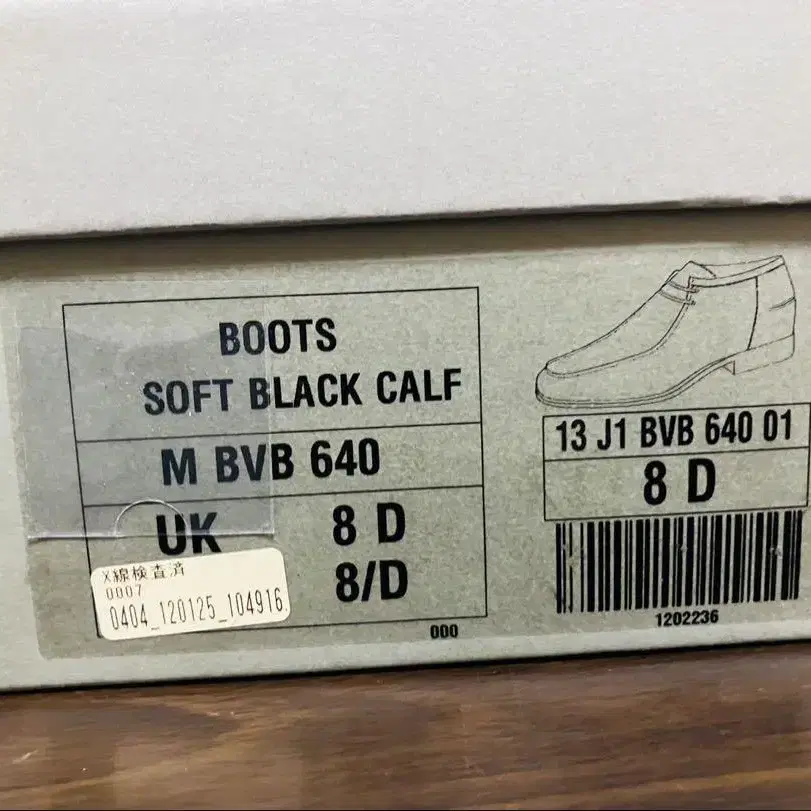 BOOTS
SOFT BLACK CALF
M BVB 640
UK 8 D
8/D
X線検査済
0007
0404_120125_104916
000
13 J1 BVB 640 01
8 D
1202236